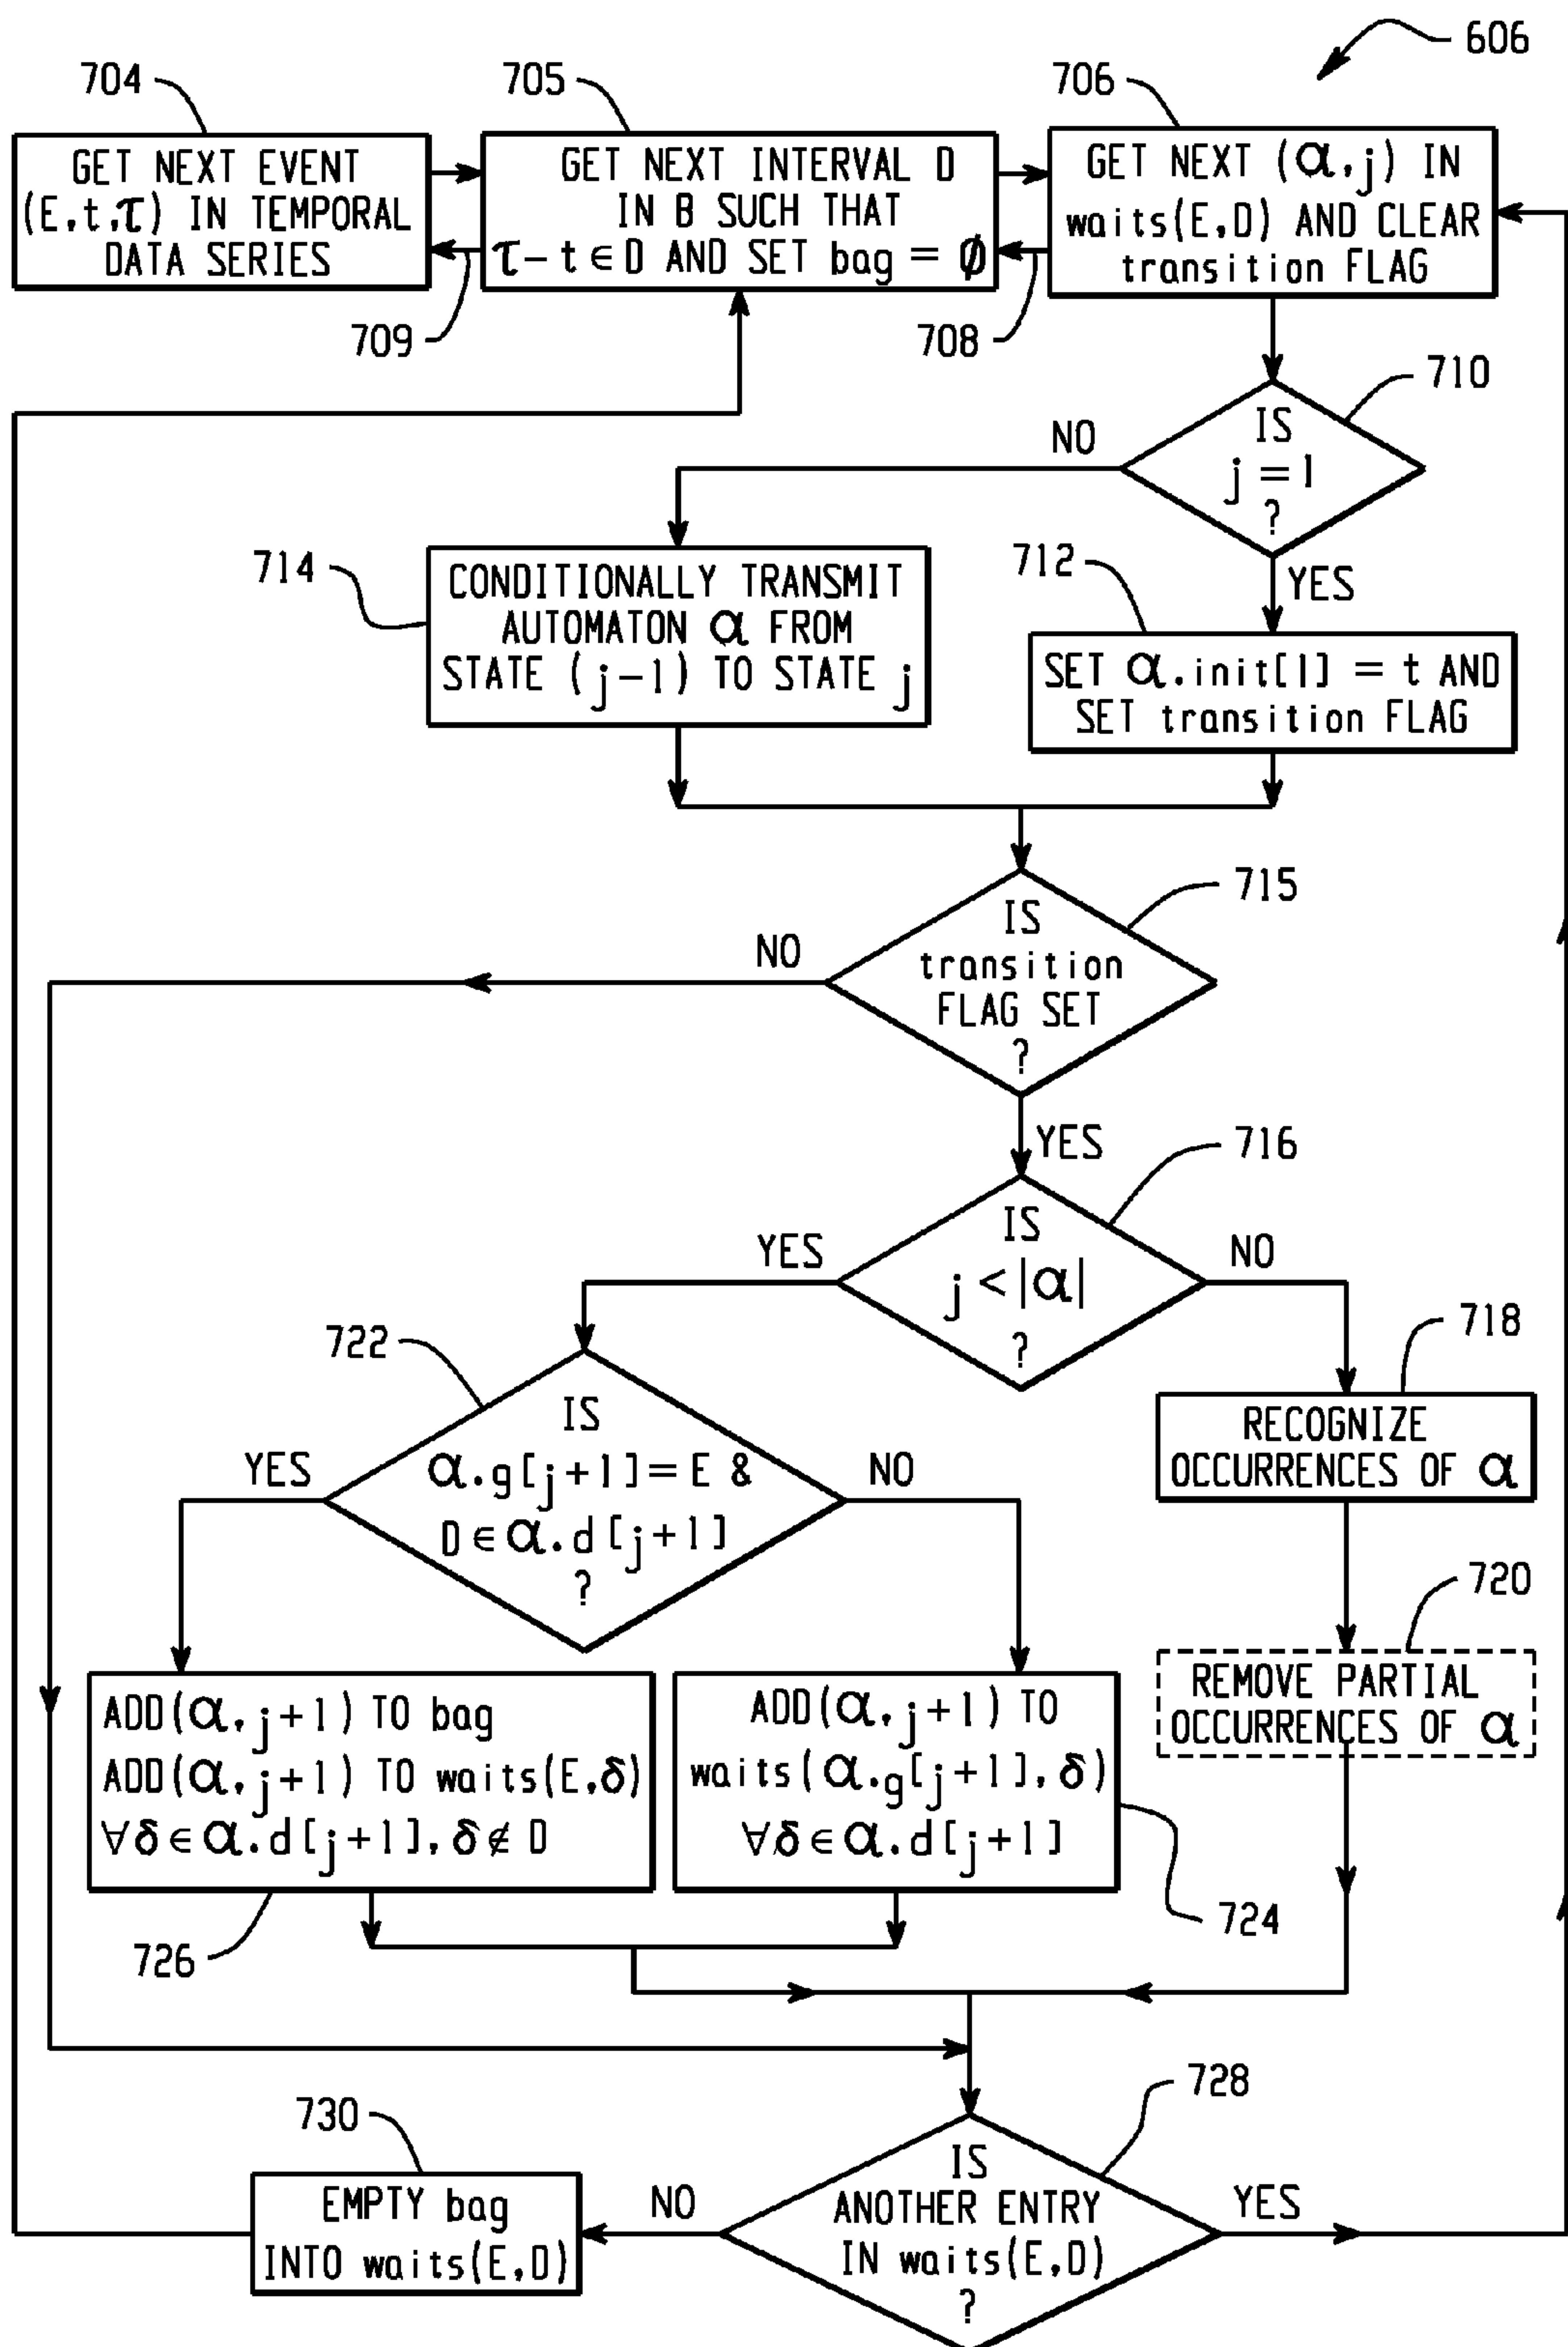 606
704
705
706
GET NEXT EVENT
(E,t,τ) IN TEMPORAL
DATA SERIES
GET NEXT INTERVAL D
IN B SUCH THAT
τ-t∈D AND SET bag = Ø
GET NEXT (α,j) IN
waits(E,D) AND CLEAR
transition FLAG
709
708
710
IS
j=1
?
NO
YES
714
CONDITIONALLY TRANSMIT
AUTOMATON α FROM
STATE (j-1) TO STATE j
712
SET α.init[1] = t AND
SET transition FLAG
715
IS
transition
FLAG SET
?
NO
YES
716
IS
j<|α|
?
YES
NO
718
RECOGNIZE
OCCURRENCES OF α
722
IS
α.g[j+1]=E &
D∈α.d[j+1]
?
YES
NO
720
REMOVE PARTIAL
OCCURRENCES OF α
ADD(α,j+1) TO bag
ADD(α,j+1) TO waits(E,δ)
∀δ∈α.d[j+1],δ∉D
726
ADD(α,j+1) TO
waits(α.g[j+1],δ)
∀δ∈α.d[j+1]
724
728
IS
ANOTHER ENTRY
IN waits(E,D)
?
NO
YES
730
EMPTY bag
INTO waits(E,D)